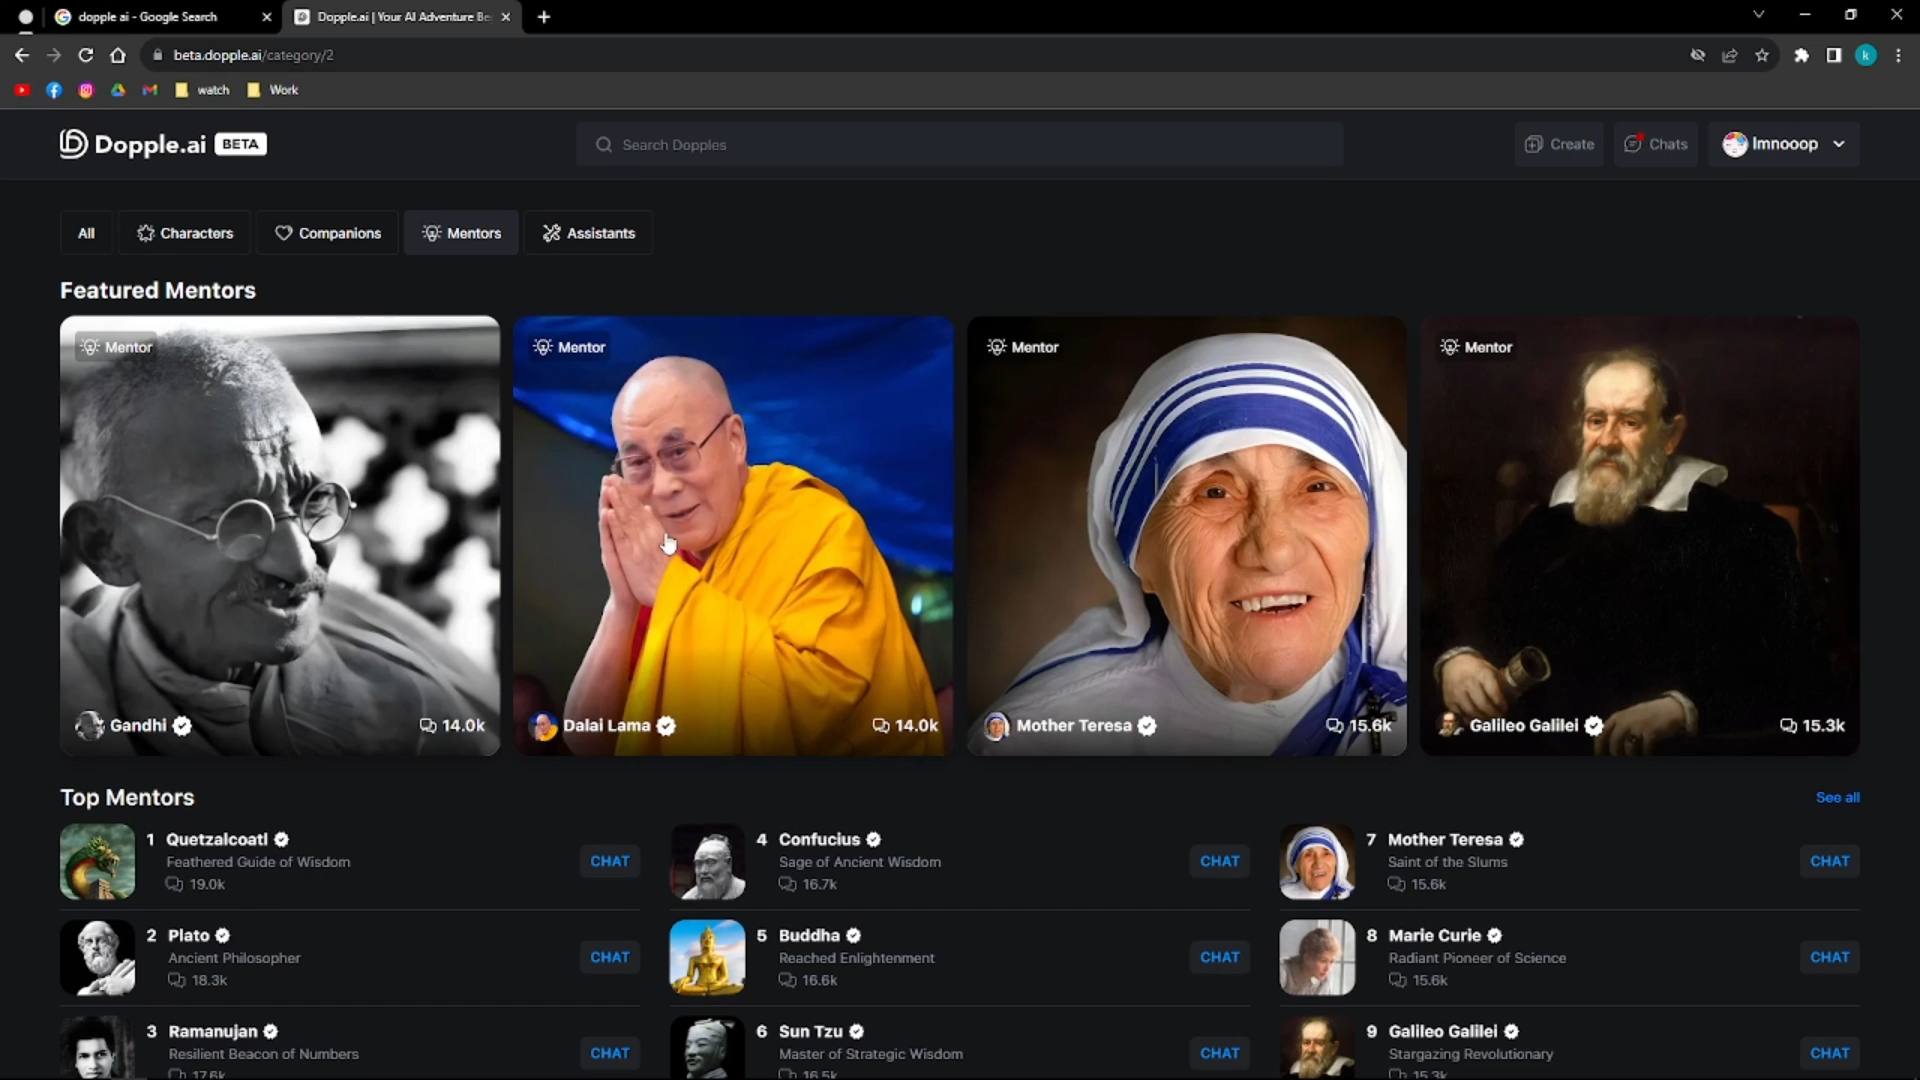 dopple ai - Google Search
Dopple.ai | Your AI Adventure Be
beta.dopple.ai/category/2
k
watch
Work
Dopple.ai BETA
Search Dopples
Create
Chats
lmnooop
All
Characters
Companions
Mentors
Assistants
Featured Mentors
Mentor
Gandhi
14.0k
Mentor
Dalai Lama
14.0k
Mentor
Mother Teresa
15.6k
Mentor
Galileo Galilei
15.3k
Top Mentors
See all
1 Quetzalcoatl
Feathered Guide of Wisdom
19.0k
CHAT
2 Plato
Ancient Philosopher
18.3k
CHAT
3 Ramanujan
Resilient Beacon of Numbers
17.6k
CHAT
4 Confucius
Sage of Ancient Wisdom
16.7k
CHAT
5 Buddha
Reached Enlightenment
16.6k
CHAT
6 Sun Tzu
Master of Strategic Wisdom
16.5k
CHAT
7 Mother Teresa
Saint of the Slums
15.6k
CHAT
8 Marie Curie
Radiant Pioneer of Science
15.6k
CHAT
9 Galileo Galilei
Stargazing Revolutionary
15.3k
CHAT